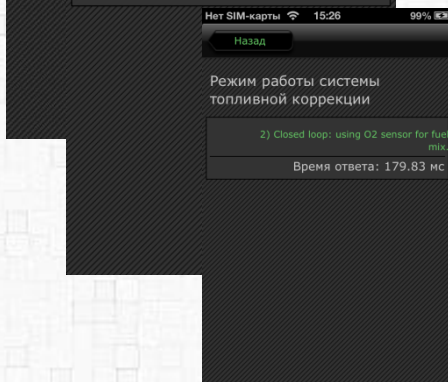 Нет SIM-карты 15:26 99%
Назад
Режим работы системы
топливной коррекции
2) Closed loop: using O2 sensor for fuel
mix.
Время ответа: 179.83 мс